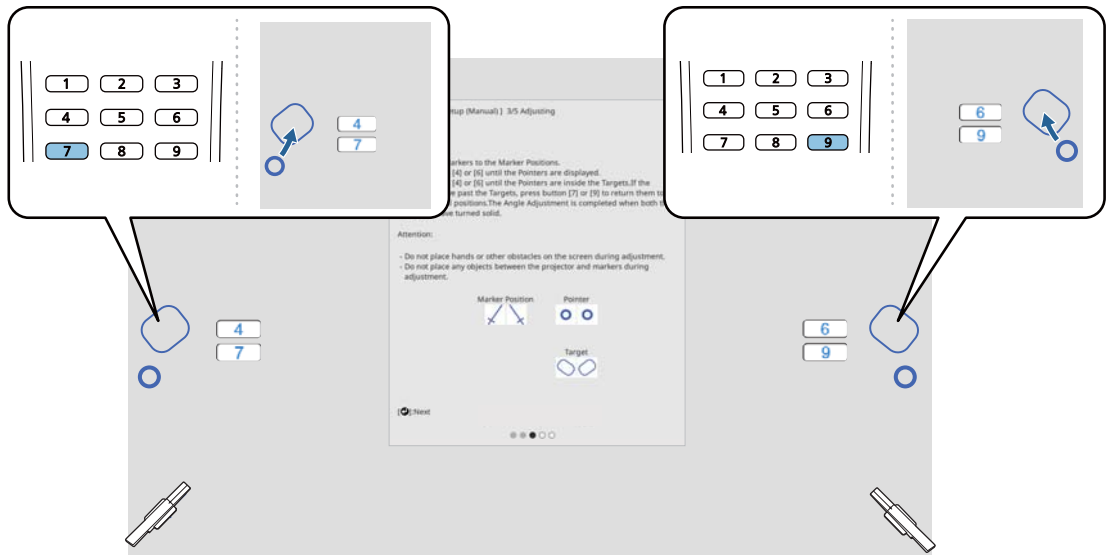 1 2 3
4 5 6
7 8 9
4
7
1 2 3
4 5 6
7 8 9
6
9
(Manual) ] 3/5 Adjusting
to the Marker Positions.
[4] or [6] until the Pointers are displayed.
[4] or [6] until the Pointers are inside the Targets.If the
past the Targets, press button [7] or [9] to return them to
positions.The Angle Adjustment is completed when both
turned solid.
Attention:
- Do not place hands or other obstacles on the screen during adjustment.
- Do not place any objects between the projector and markers during
adjustment.
Marker Position Pointer
Target
[ ]:Next
4
7
6
9